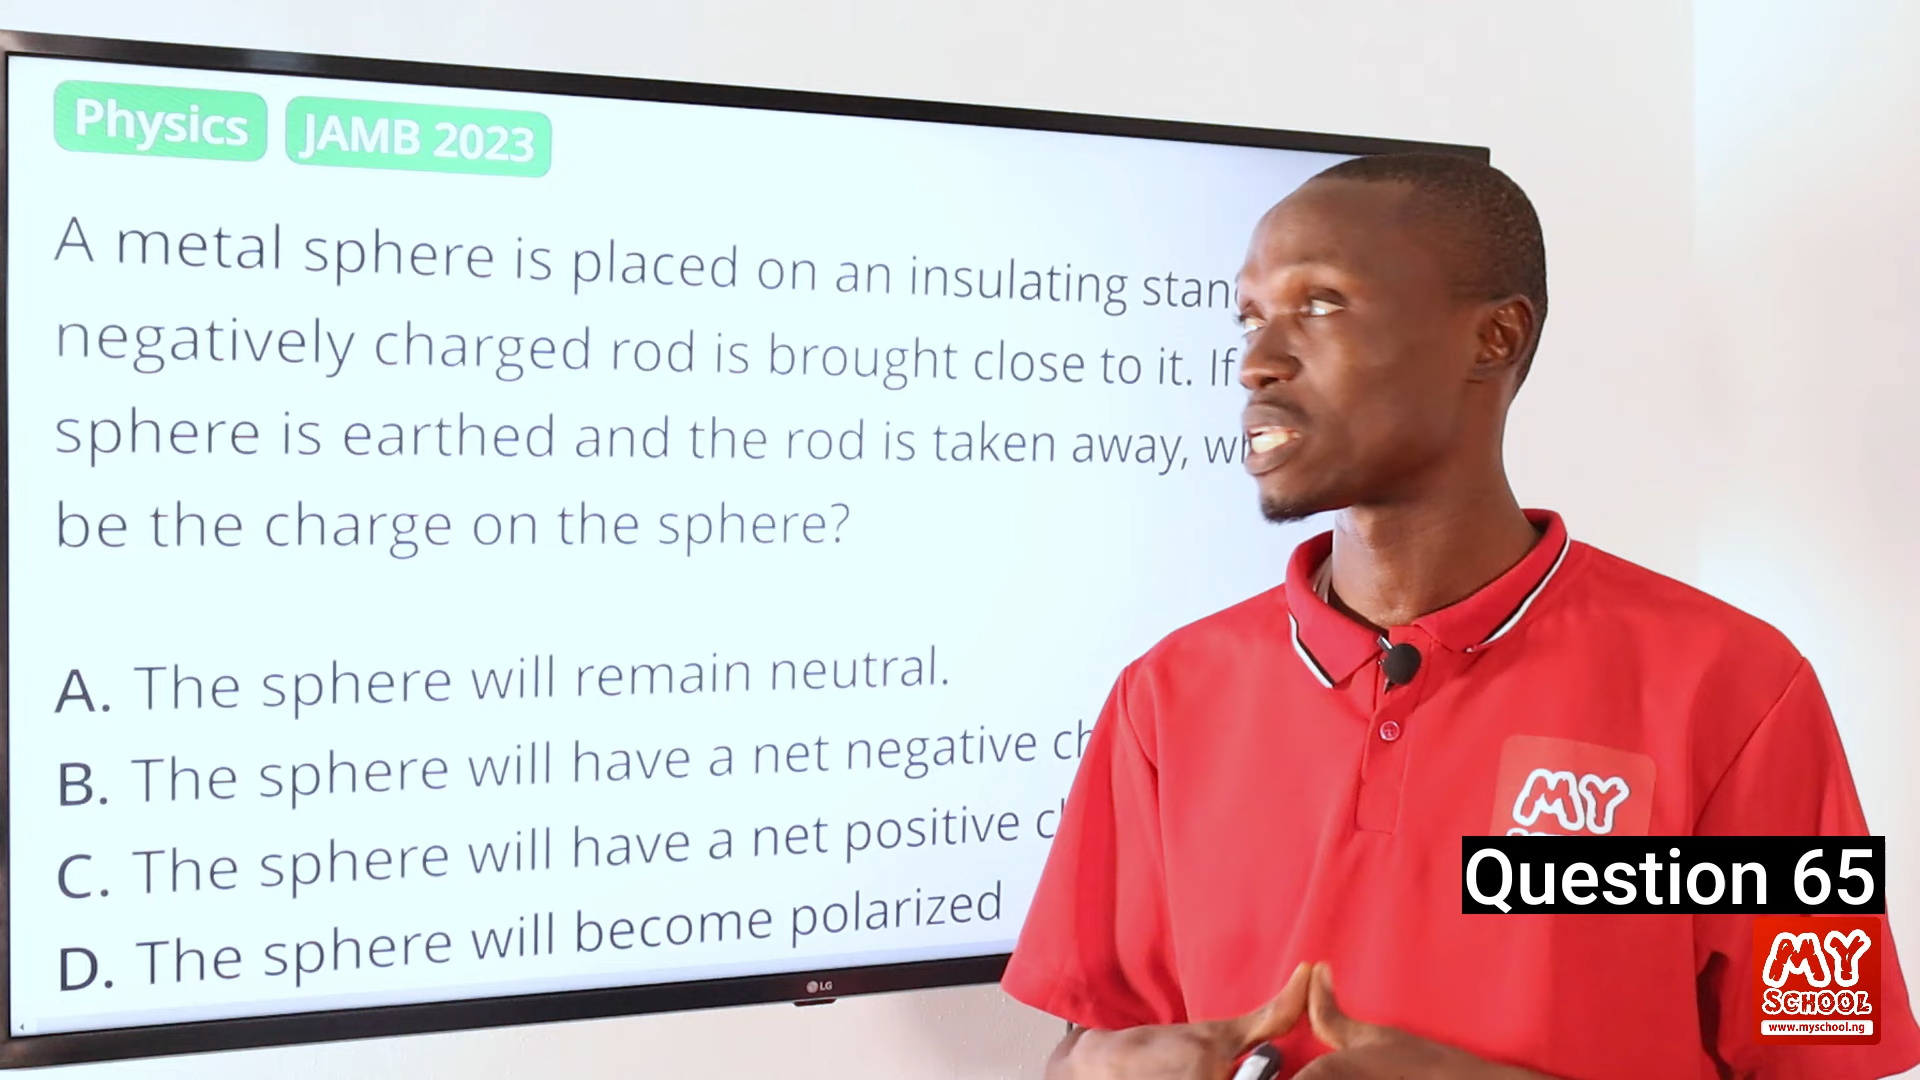 Physics JAMB 2023
A metal sphere is placed on an insulating
negatively charged rod is brought close to it. If
sphere is earthed and the rod is taken away,
be the charge on the sphere?
A. The sphere will remain neutral.
B. The sphere will have a net negative
C. The sphere will have a net positive
D. The sphere will become polarized
LG
MY
Question 65
MY
SCHOOL
www.myschool.ng